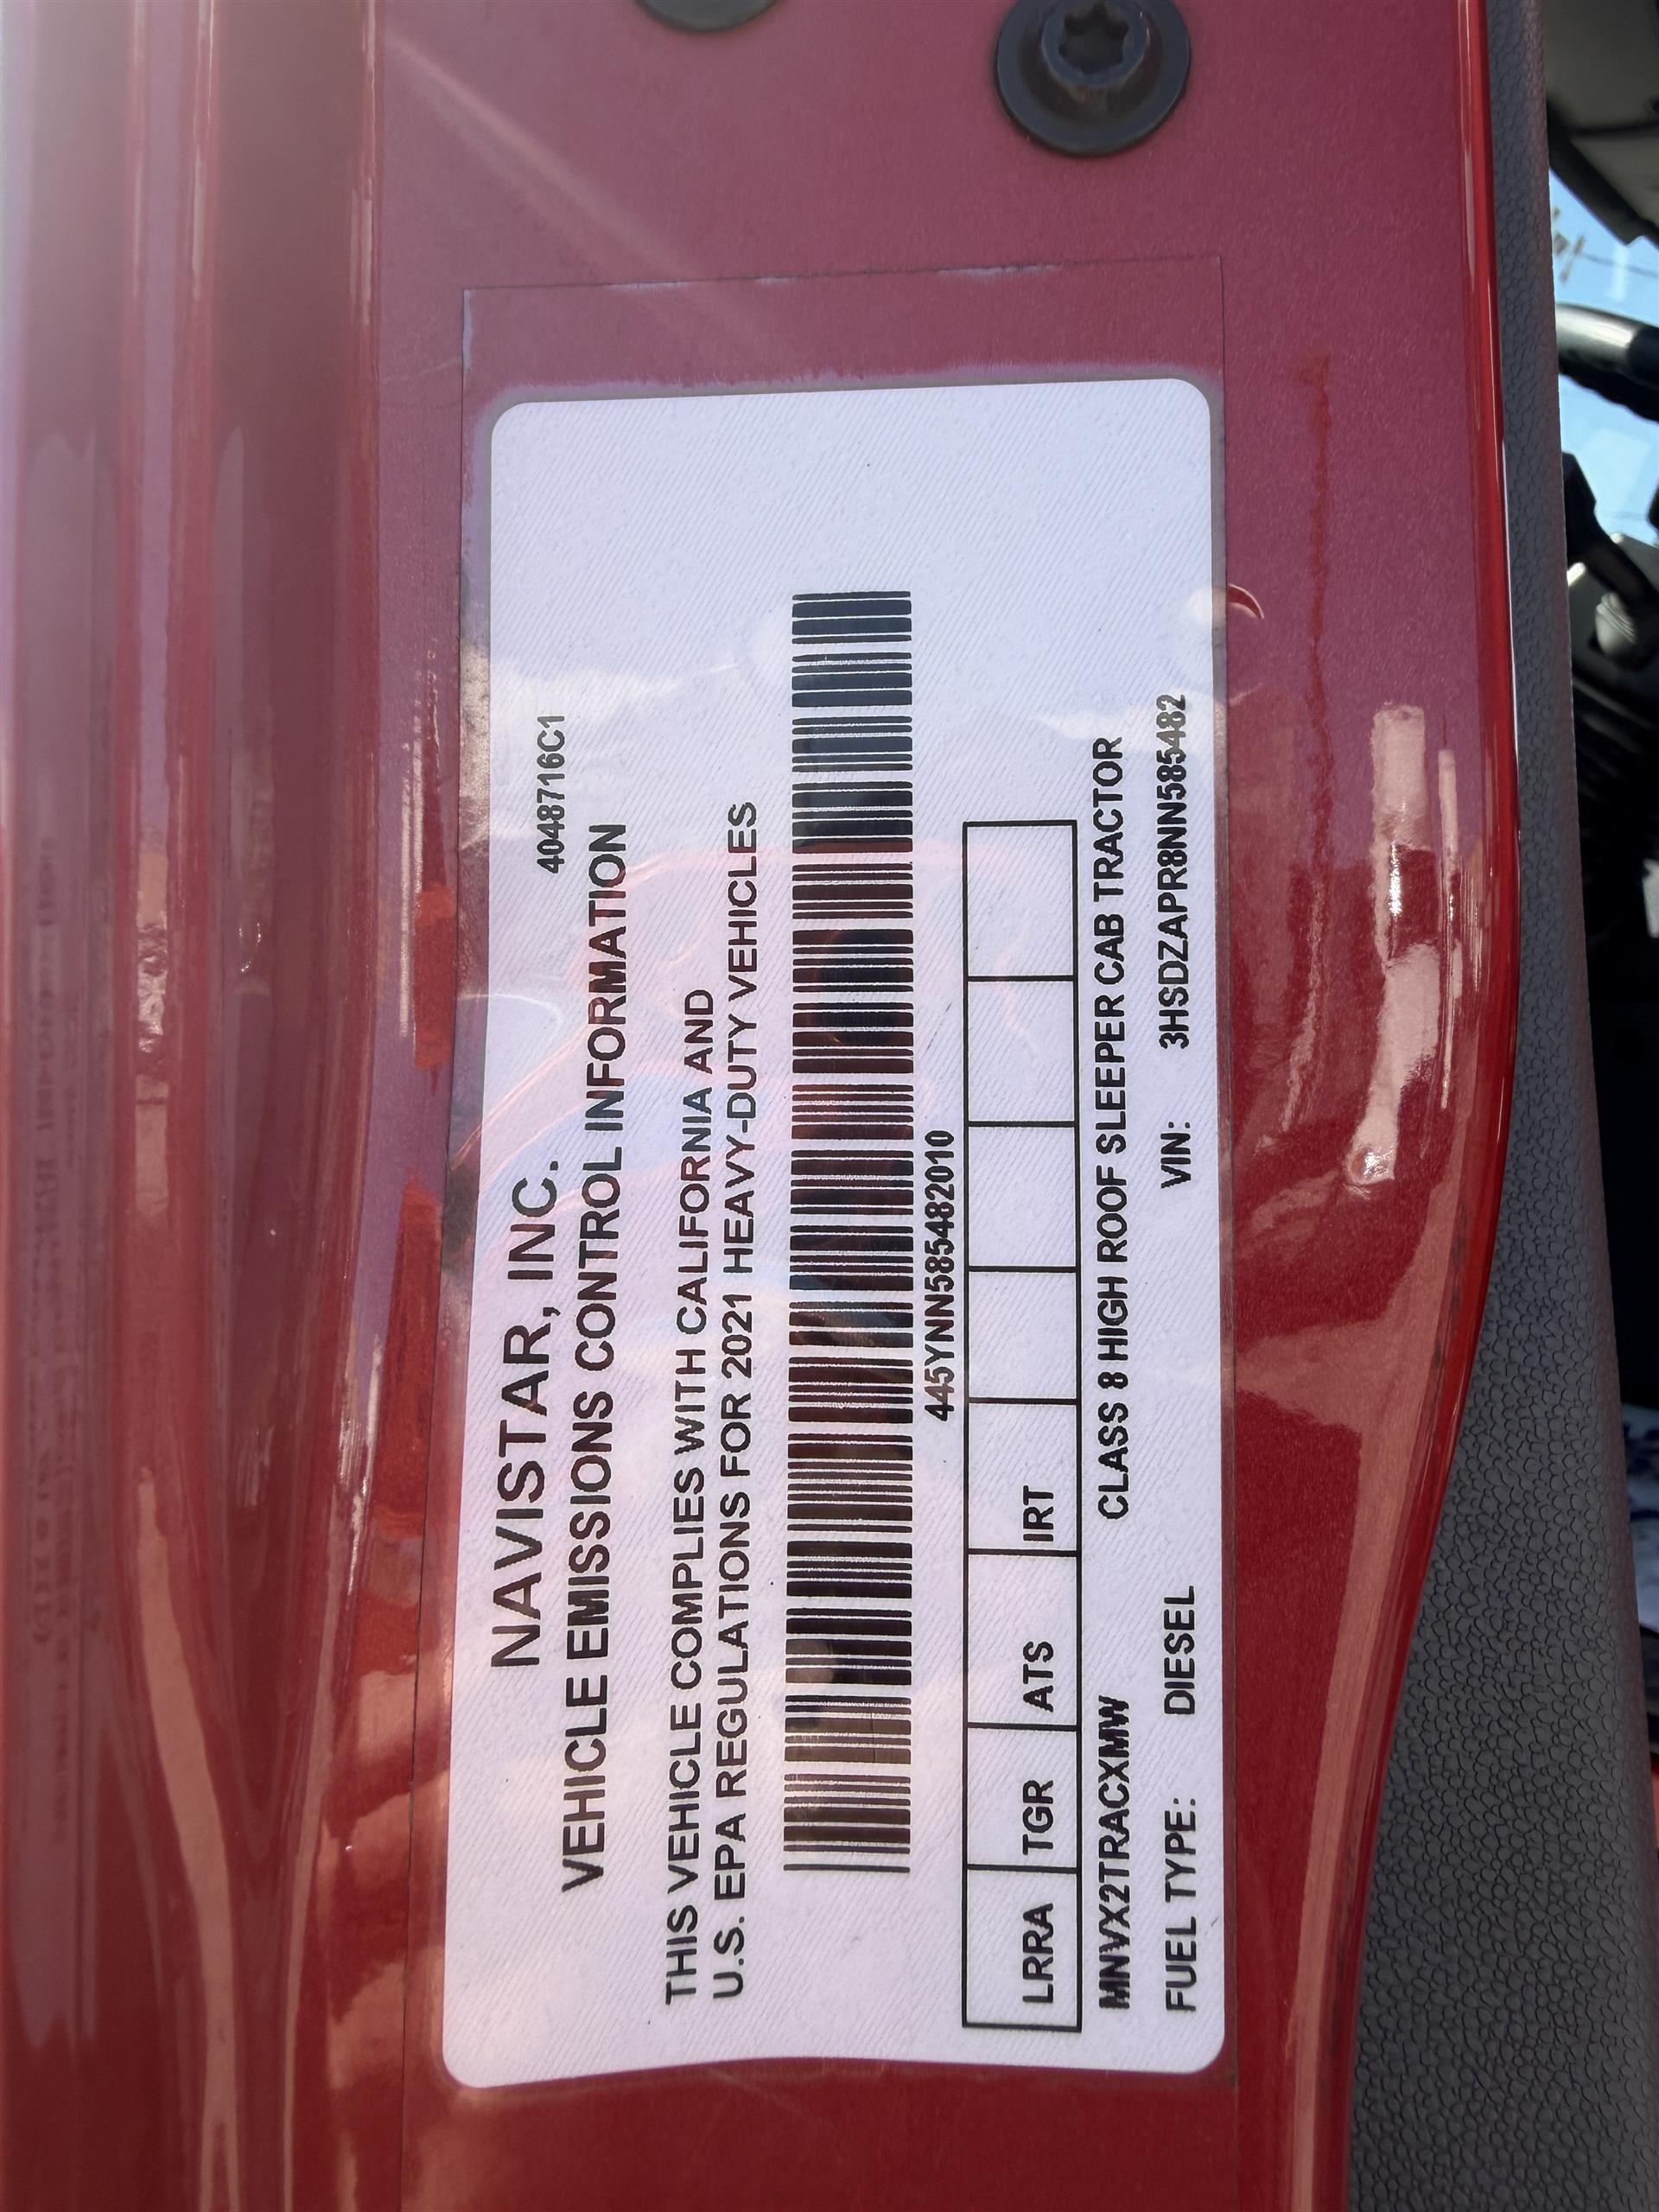 4048716C1
NAVISTAR, INC.
VEHICLE EMISSIONS CONTROL INFORMATION
THIS VEHICLE COMPLIES WITH CALIFORNIA AND
U.S. EPA REGULATIONS FOR 2021 HEAVY-DUTY VEHICLES
445YNN585482010
LRRA TGR ATS IRT
MNVX2TRACXMW CLASS 8 HIGH ROOF SLEEPER CAB TRACTOR
FUEL TYPE: DIESEL VIN: 3HSDZAPR8NN585482